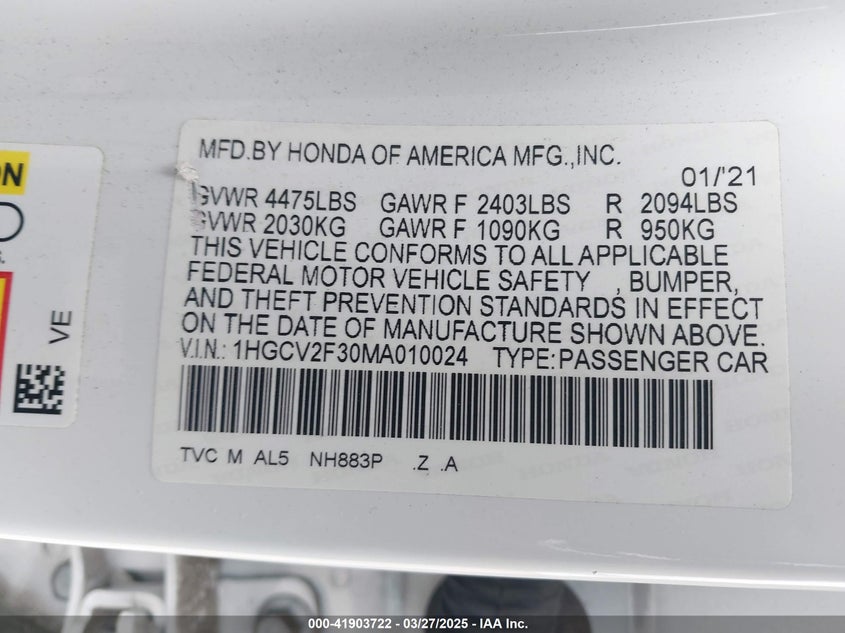 MFD.BY HONDA OF AMERICA MFG.,INC.
01/'21
GVWR 4475LBS GAWR F 2403LBS R 2094LBS
GVWR 2030KG GAWR F 1090KG R 950KG
THIS VEHICLE CONFORMS TO ALL APPLICABLE
FEDERAL MOTOR VEHICLE SAFETY , BUMPER,
AND THEFT PREVENTION STANDARDS IN EFFECT
ON THE DATE OF MANUFACTURE SHOWN ABOVE.
V.I.N.: 1HGCV2F30MA010024 TYPE:PASSENGER CAR
TVC M AL5 NH883P .Z .A
VE
000-41903722 - 03/27/2025 - IAA Inc.